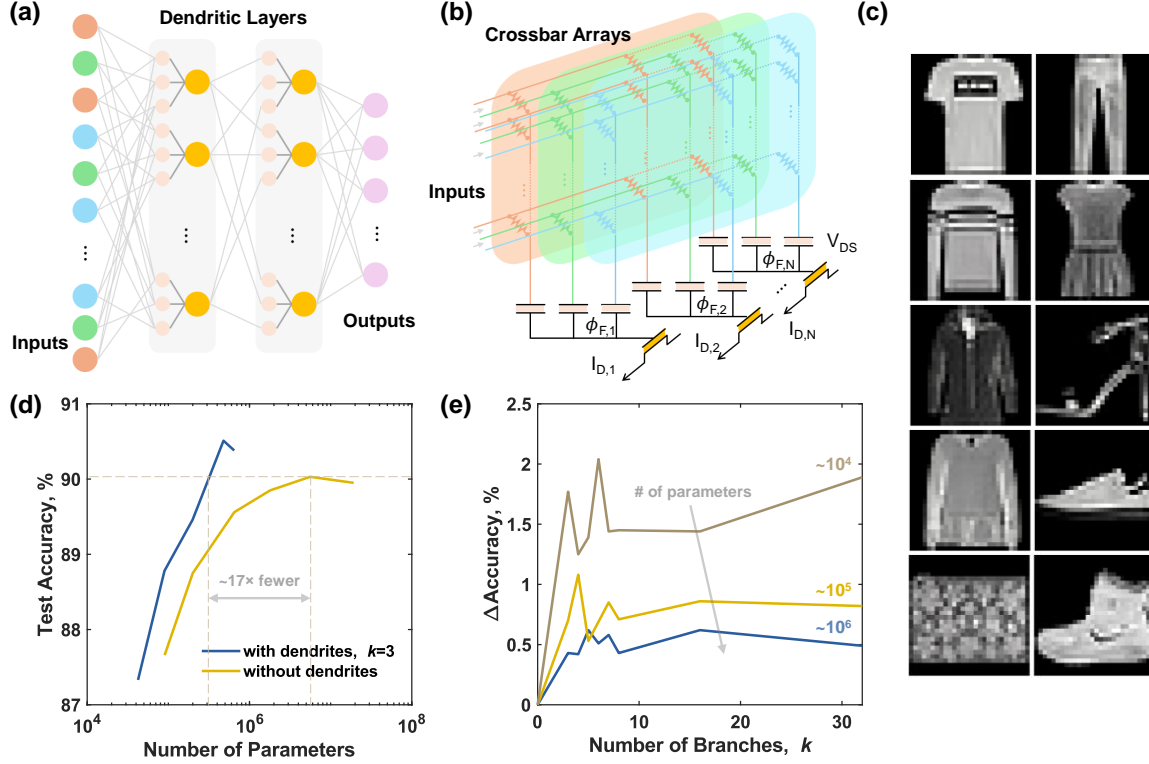 (a)
Dendritic Layers
...
...
...
...
Inputs
Outputs
(b)
Crossbar Arrays
Inputs
V_DS
ϕ_F,N
ϕ_F,2
ϕ_F,1
...
I_D,N
I_D,2
I_D,1
(c)
(d)
91
90
89
88
87
Test Accuracy, %
~17× fewer
with dendrites, k=3
without dendrites
10^4
10^6
10^8
Number of Parameters
(e)
2.5
2
1.5
1
0.5
0
ΔAccuracy, %
~10^4
# of parameters
~10^5
~10^6
0
10
20
30
Number of Branches, k